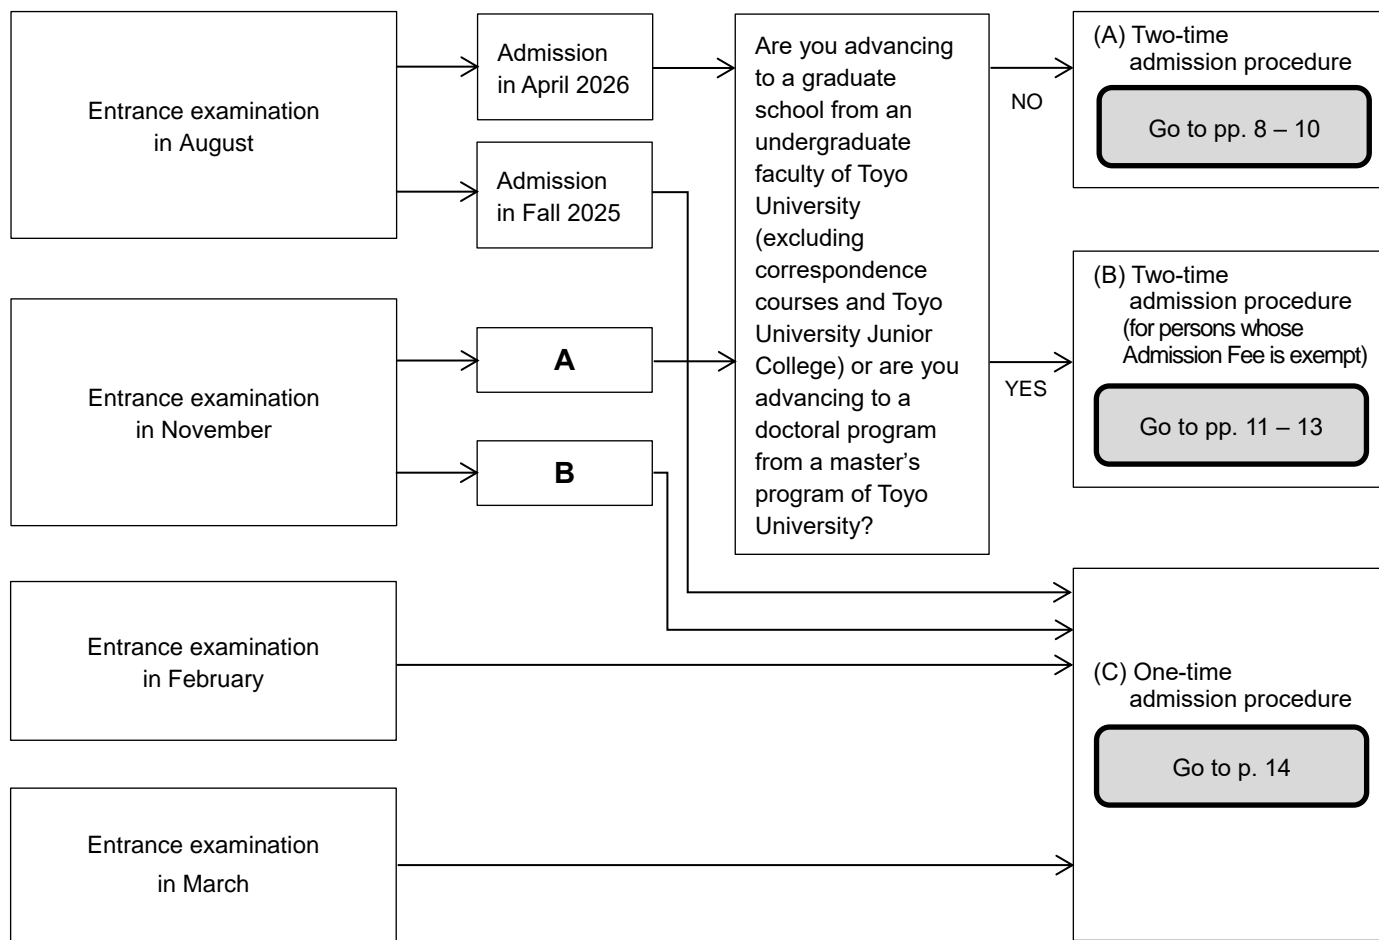 Entrance examination
in August
Admission
in April 2026
Admission
in Fall 2025
Entrance examination
in November
A
B
Entrance examination
in February
Entrance examination
in March
Are you advancing
to a graduate
school from an
undergraduate
faculty of Toyo
University
(excluding
correspondence
courses and Toyo
University Junior
College) or are you
advancing to a
doctoral program
from a master’s
program of Toyo
University?
NO
YES
(A) Two-time
admission procedure
Go to pp. 8 – 10
(B) Two-time
admission procedure
(for persons whose
Admission Fee is exempt)
Go to pp. 11 – 13
(C) One-time
admission procedure
Go to p. 14